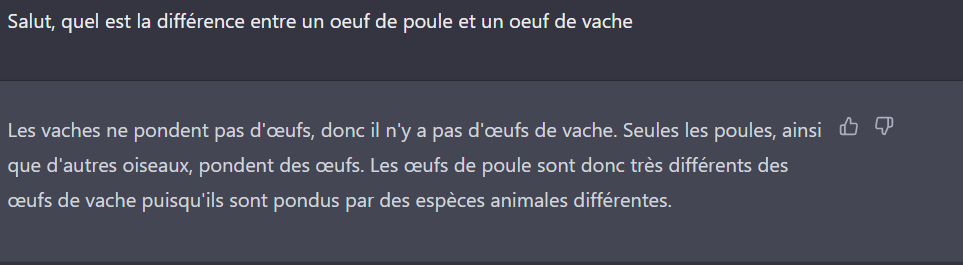 Salut, quel est la différence entre un oeuf de poule et un oeuf de vache
Les vaches ne pondent pas d'œufs, donc il n'y a pas d'œufs de vache. Seules les poules, ainsi
que d'autres oiseaux, pondent des œufs. Les œufs de poule sont donc très différents des
œufs de vache puisqu'ils sont pondus par des espèces animales différentes.